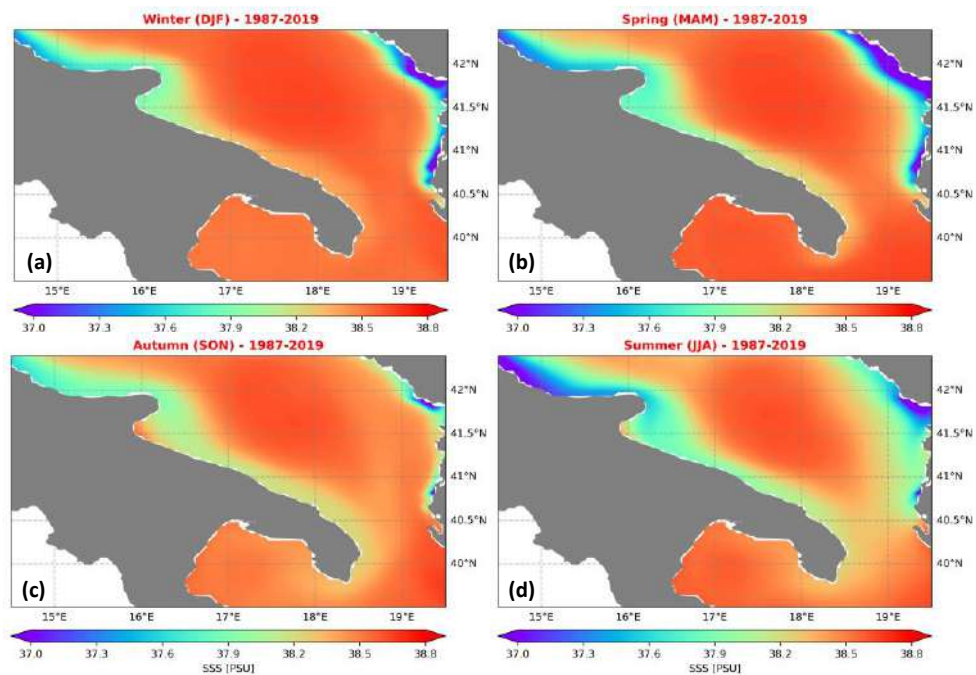 Winter (DJF) - 1987-2019
42°N
41.5°N
41°N
40.5°N
40°N
(a)
15°E 16°E 17°E 18°E 19°E
37.0 37.3 37.6 37.9 38.2 38.5 38.8
Spring (MAM) - 1987-2019
42°N
41.5°N
41°N
40.5°N
40°N
(b)
15°E 16°E 17°E 18°E 19°E
37.0 37.3 37.6 37.9 38.2 38.5 38.8
Autumn (SON) - 1987-2019
42°N
41.5°N
41°N
40.5°N
40°N
(c)
15°E 16°E 17°E 18°E 19°E
37.0 37.3 37.6 37.9 38.2 38.5 38.8
SSS [PSU]
Summer (JJA) - 1987-2019
42°N
41.5°N
41°N
40.5°N
40°N
(d)
15°E 16°E 17°E 18°E 19°E
37.0 37.3 37.6 37.9 38.2 38.5 38.8
SSS [PSU]